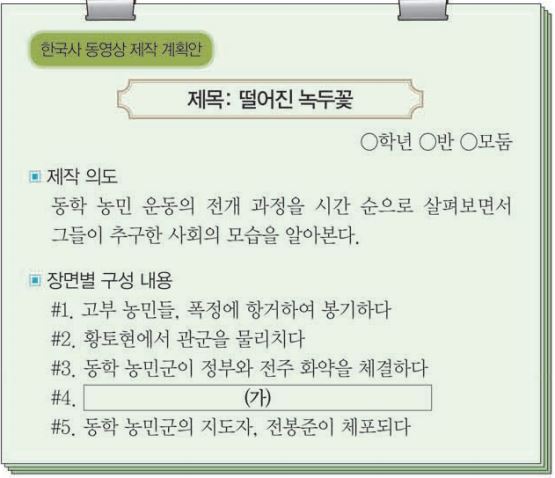 한국사 동영상 제작 계획안
제목: 떨어진 녹두꽃
○학년 ○반 ○모둠
제작 의도
동학 농민 운동의 전개 과정을 시간 순으로 살펴보면서
그들이 추구한 사회의 모습을 알아본다.
장면별 구성 내용
#1. 고부 농민들, 폭정에 항거하여 봉기하다
#2. 황토현에서 관군을 물리치다
#3. 동학 농민군이 정부와 전주 화약을 체결하다
#4. (가)
#5. 동학 농민군의 지도자, 전봉준이 체포되다